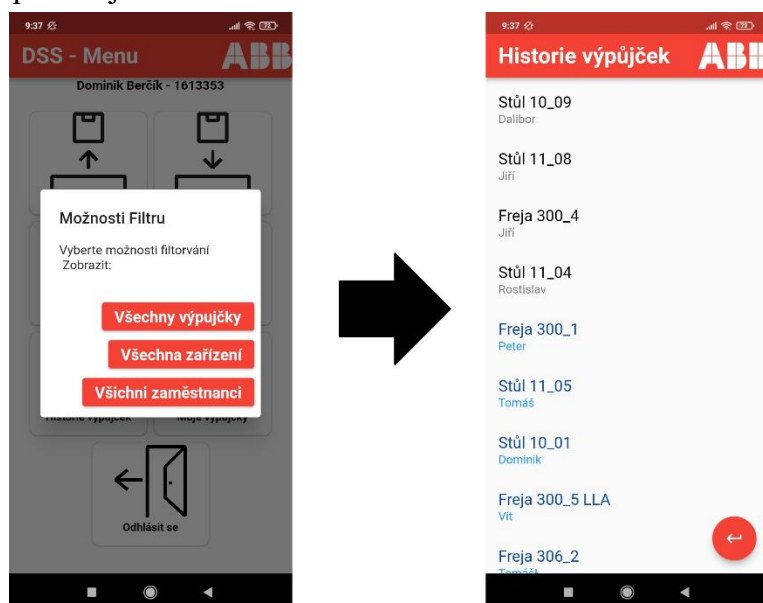 9:37
72
DSS - Menu
ABB
Dominik Berčík - 1613353
Možnosti Filtru
Vyberte možnosti filtorvání
Zobrazit:
Všechny výpujčky
Všechna zařízení
Všichni zaměstnanci
Historie výpůjček
Moje výpůjčky
Odhlásit se
9:37
72
Historie výpůjček
ABB
Stůl 10_09
Dalibor
Stůl 11_08
Jiří
Freja 300_4
Jiří
Stůl 11_04
Rostislav
Freja 300_1
Peter
Stůl 11_05
Tomáš
Stůl 10_01
Dominik
Freja 300_5 LLA
Vít
Freja 306_2